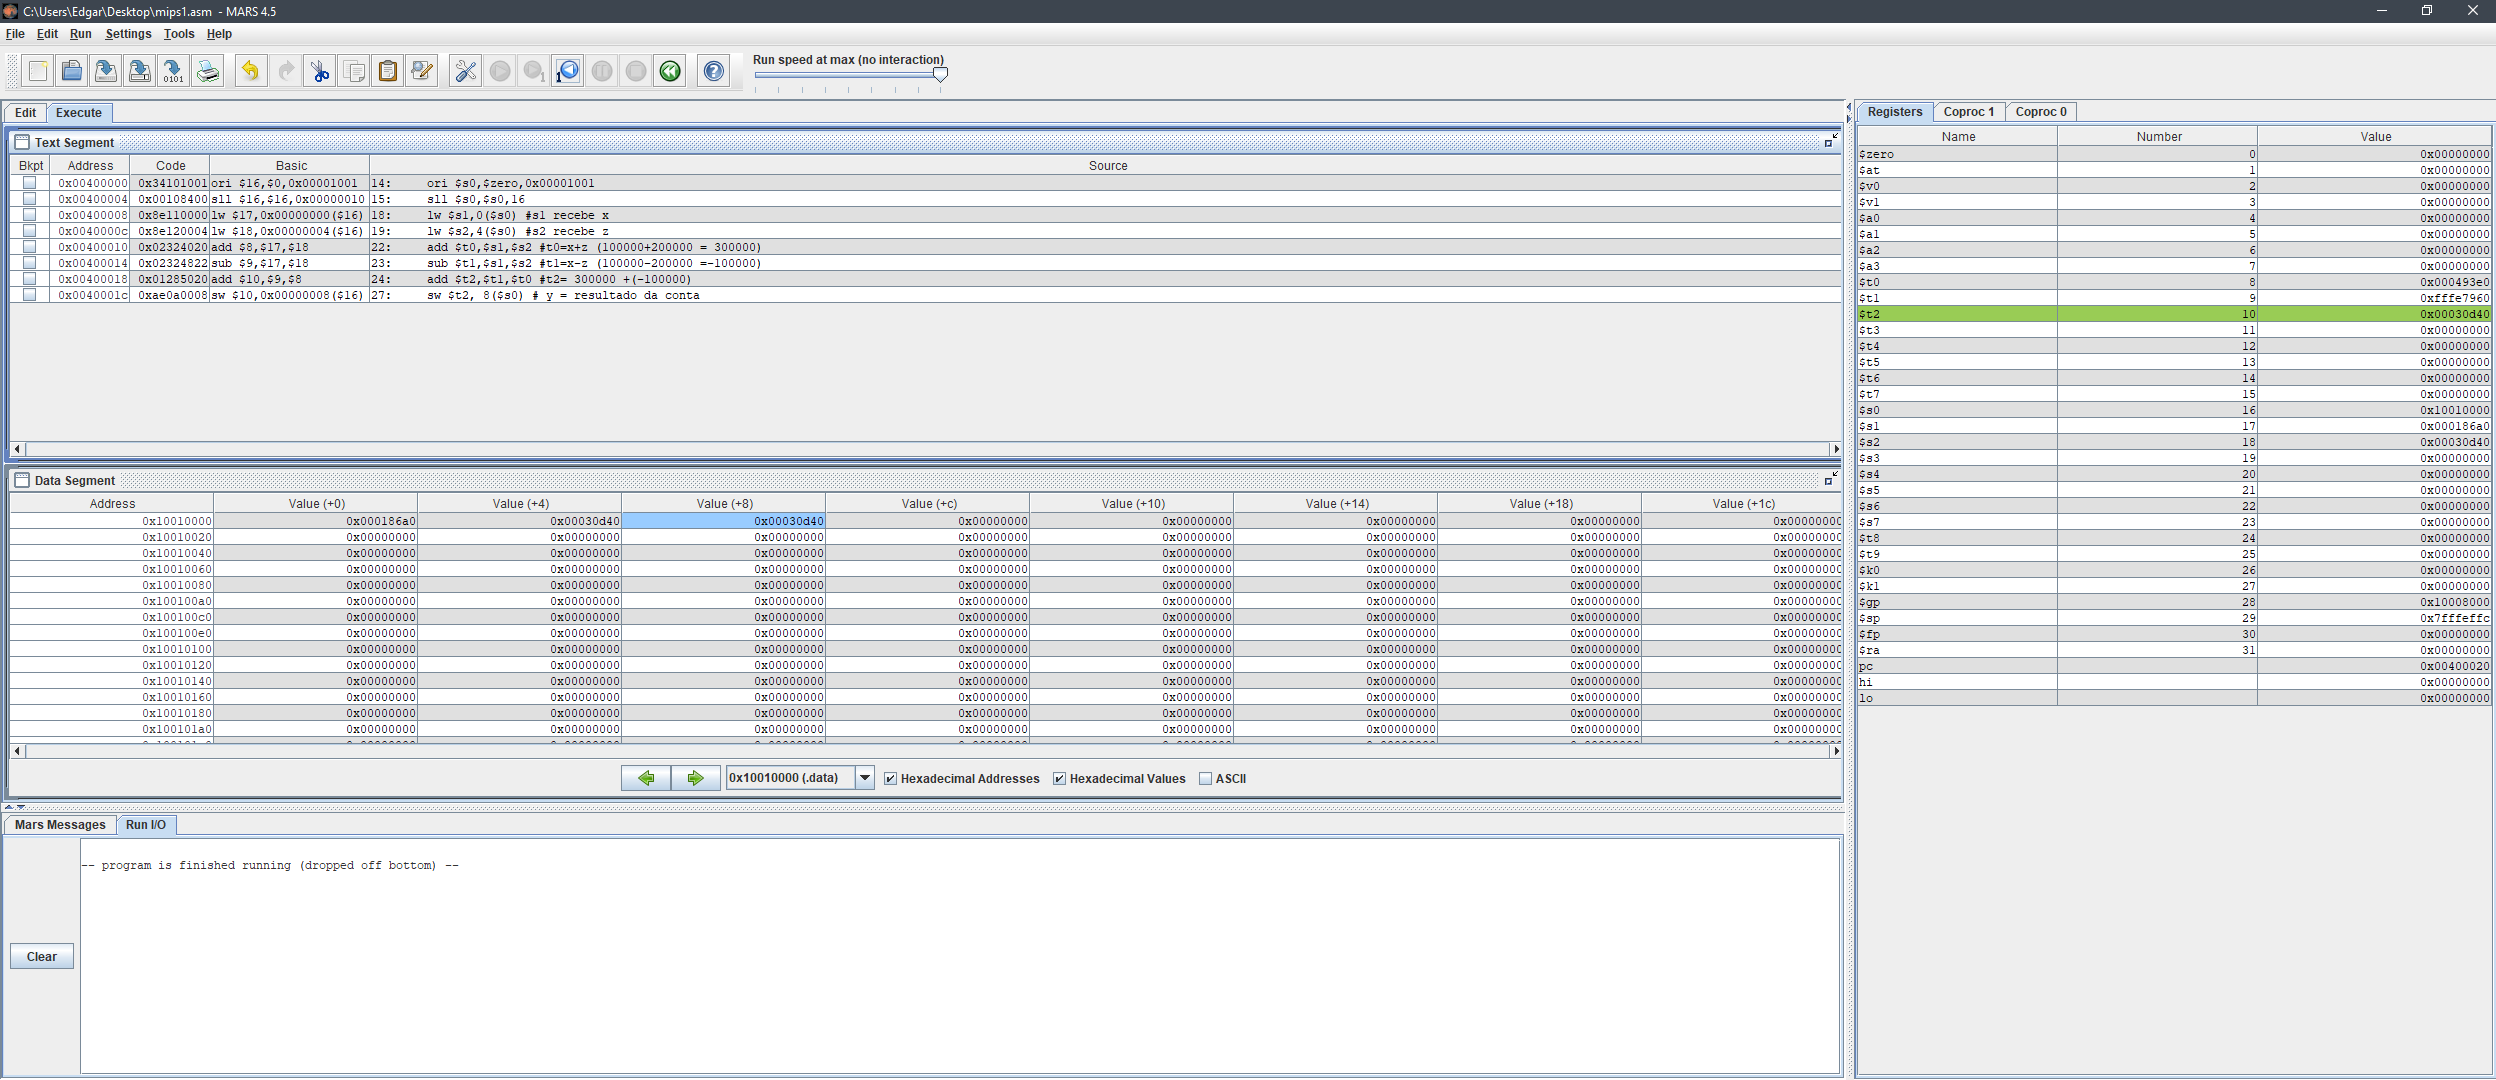 C:\Users\Edgar\Desktop\mips1.asm - MARS 4.5
File Edit Run Settings Tools Help
Run speed at max (no interaction)
Edit Execute
Text Segment
Bkpt Address Code Basic Source
0x00400000 0x34101001 ori $16,$0,0x00001001 14: ori $s0,$zero,0x00001001
0x00400004 0x00108400 sll $16,$16,0x00000010 15: sll $s0,$s0,16
0x00400008 0x8e110000 lw $17,0x00000000($16) 18: lw $s1,0($s0) #s1 recebe x
0x0040000c 0x8e120004 lw $18,0x00000004($16) 19: lw $s2,4($s0) #s2 recebe z
0x00400010 0x02324020 add $8,$17,$18 22: add $t0,$s1,$s2 #t0=x+z (100000+200000 = 300000)
0x00400014 0x02324822 sub $9,$17,$18 23: sub $t1,$s1,$s2 #t1=x-z (100000-200000 =-100000)
0x00400018 0x01285020 add $10,$9,$8 24: add $t2,$t1,$t0 #t2= 300000 +(-100000)
0x0040001c 0xae0a0008 sw $10,0x00000008($16) 27: sw $t2, 8($s0) # y = resultado da conta
Data Segment
Address Value (+0) Value (+4) Value (+8) Value (+c) Value (+10) Value (+14) Value (+18) Value (+1c)
0x10010000 0x000186a0 0x00030d40 0x00030d40 0x00000000 0x00000000 0x00000000 0x00000000 0x00000000
0x10010020 0x00000000 0x00000000 0x00000000 0x00000000 0x00000000 0x00000000 0x00000000 0x00000000
0x10010040 0x00000000 0x00000000 0x00000000 0x00000000 0x00000000 0x00000000 0x00000000 0x00000000
0x10010060 0x00000000 0x00000000 0x00000000 0x00000000 0x00000000 0x00000000 0x00000000 0x00000000
0x10010080 0x00000000 0x00000000 0x00000000 0x00000000 0x00000000 0x00000000 0x00000000 0x00000000
0x100100a0 0x00000000 0x00000000 0x00000000 0x00000000 0x00000000 0x00000000 0x00000000 0x00000000
0x100100c0 0x00000000 0x00000000 0x00000000 0x00000000 0x00000000 0x00000000 0x00000000 0x00000000
0x100100e0 0x00000000 0x00000000 0x00000000 0x00000000 0x00000000 0x00000000 0x00000000 0x00000000
0x10010100 0x00000000 0x00000000 0x00000000 0x00000000 0x00000000 0x00000000 0x00000000 0x00000000
0x10010120 0x00000000 0x00000000 0x00000000 0x00000000 0x00000000 0x00000000 0x00000000 0x00000000
0x10010140 0x00000000 0x00000000 0x00000000 0x00000000 0x00000000 0x00000000 0x00000000 0x00000000
0x10010160 0x00000000 0x00000000 0x00000000 0x00000000 0x00000000 0x00000000 0x00000000 0x00000000
0x10010180 0x00000000 0x00000000 0x00000000 0x00000000 0x00000000 0x00000000 0x00000000 0x00000000
0x100101a0 0x00000000 0x00000000 0x00000000 0x00000000 0x00000000 0x00000000 0x00000000 0x00000000
0x10010000 (.data) Hexadecimal Addresses Hexadecimal Values ASCII
Mars Messages Run I/O
-- program is finished running (dropped off bottom) --
Clear
Registers Coproc 1 Coproc 0
Name Number Value
$zero 0 0x00000000
$at 1 0x00000000
$v0 2 0x00000000
$v1 3 0x00000000
$a0 4 0x00000000
$a1 5 0x00000000
$a2 6 0x00000000
$a3 7 0x00000000
$t0 8 0x000493e0
$t1 9 0xfffe7960
$t2 10 0x00030d40
$t3 11 0x00000000
$t4 12 0x00000000
$t5 13 0x00000000
$t6 14 0x00000000
$t7 15 0x00000000
$s0 16 0x10010000
$s1 17 0x000186a0
$s2 18 0x00030d40
$s3 19 0x00000000
$s4 20 0x00000000
$s5 21 0x00000000
$s6 22 0x00000000
$s7 23 0x00000000
$t8 24 0x00000000
$t9 25 0x00000000
$k0 26 0x00000000
$k1 27 0x00000000
$gp 28 0x10008000
$sp 29 0x7fffeffc
$fp 30 0x00000000
$ra 31 0x00000000
pc 0x00400020
hi 0x00000000
lo 0x00000000